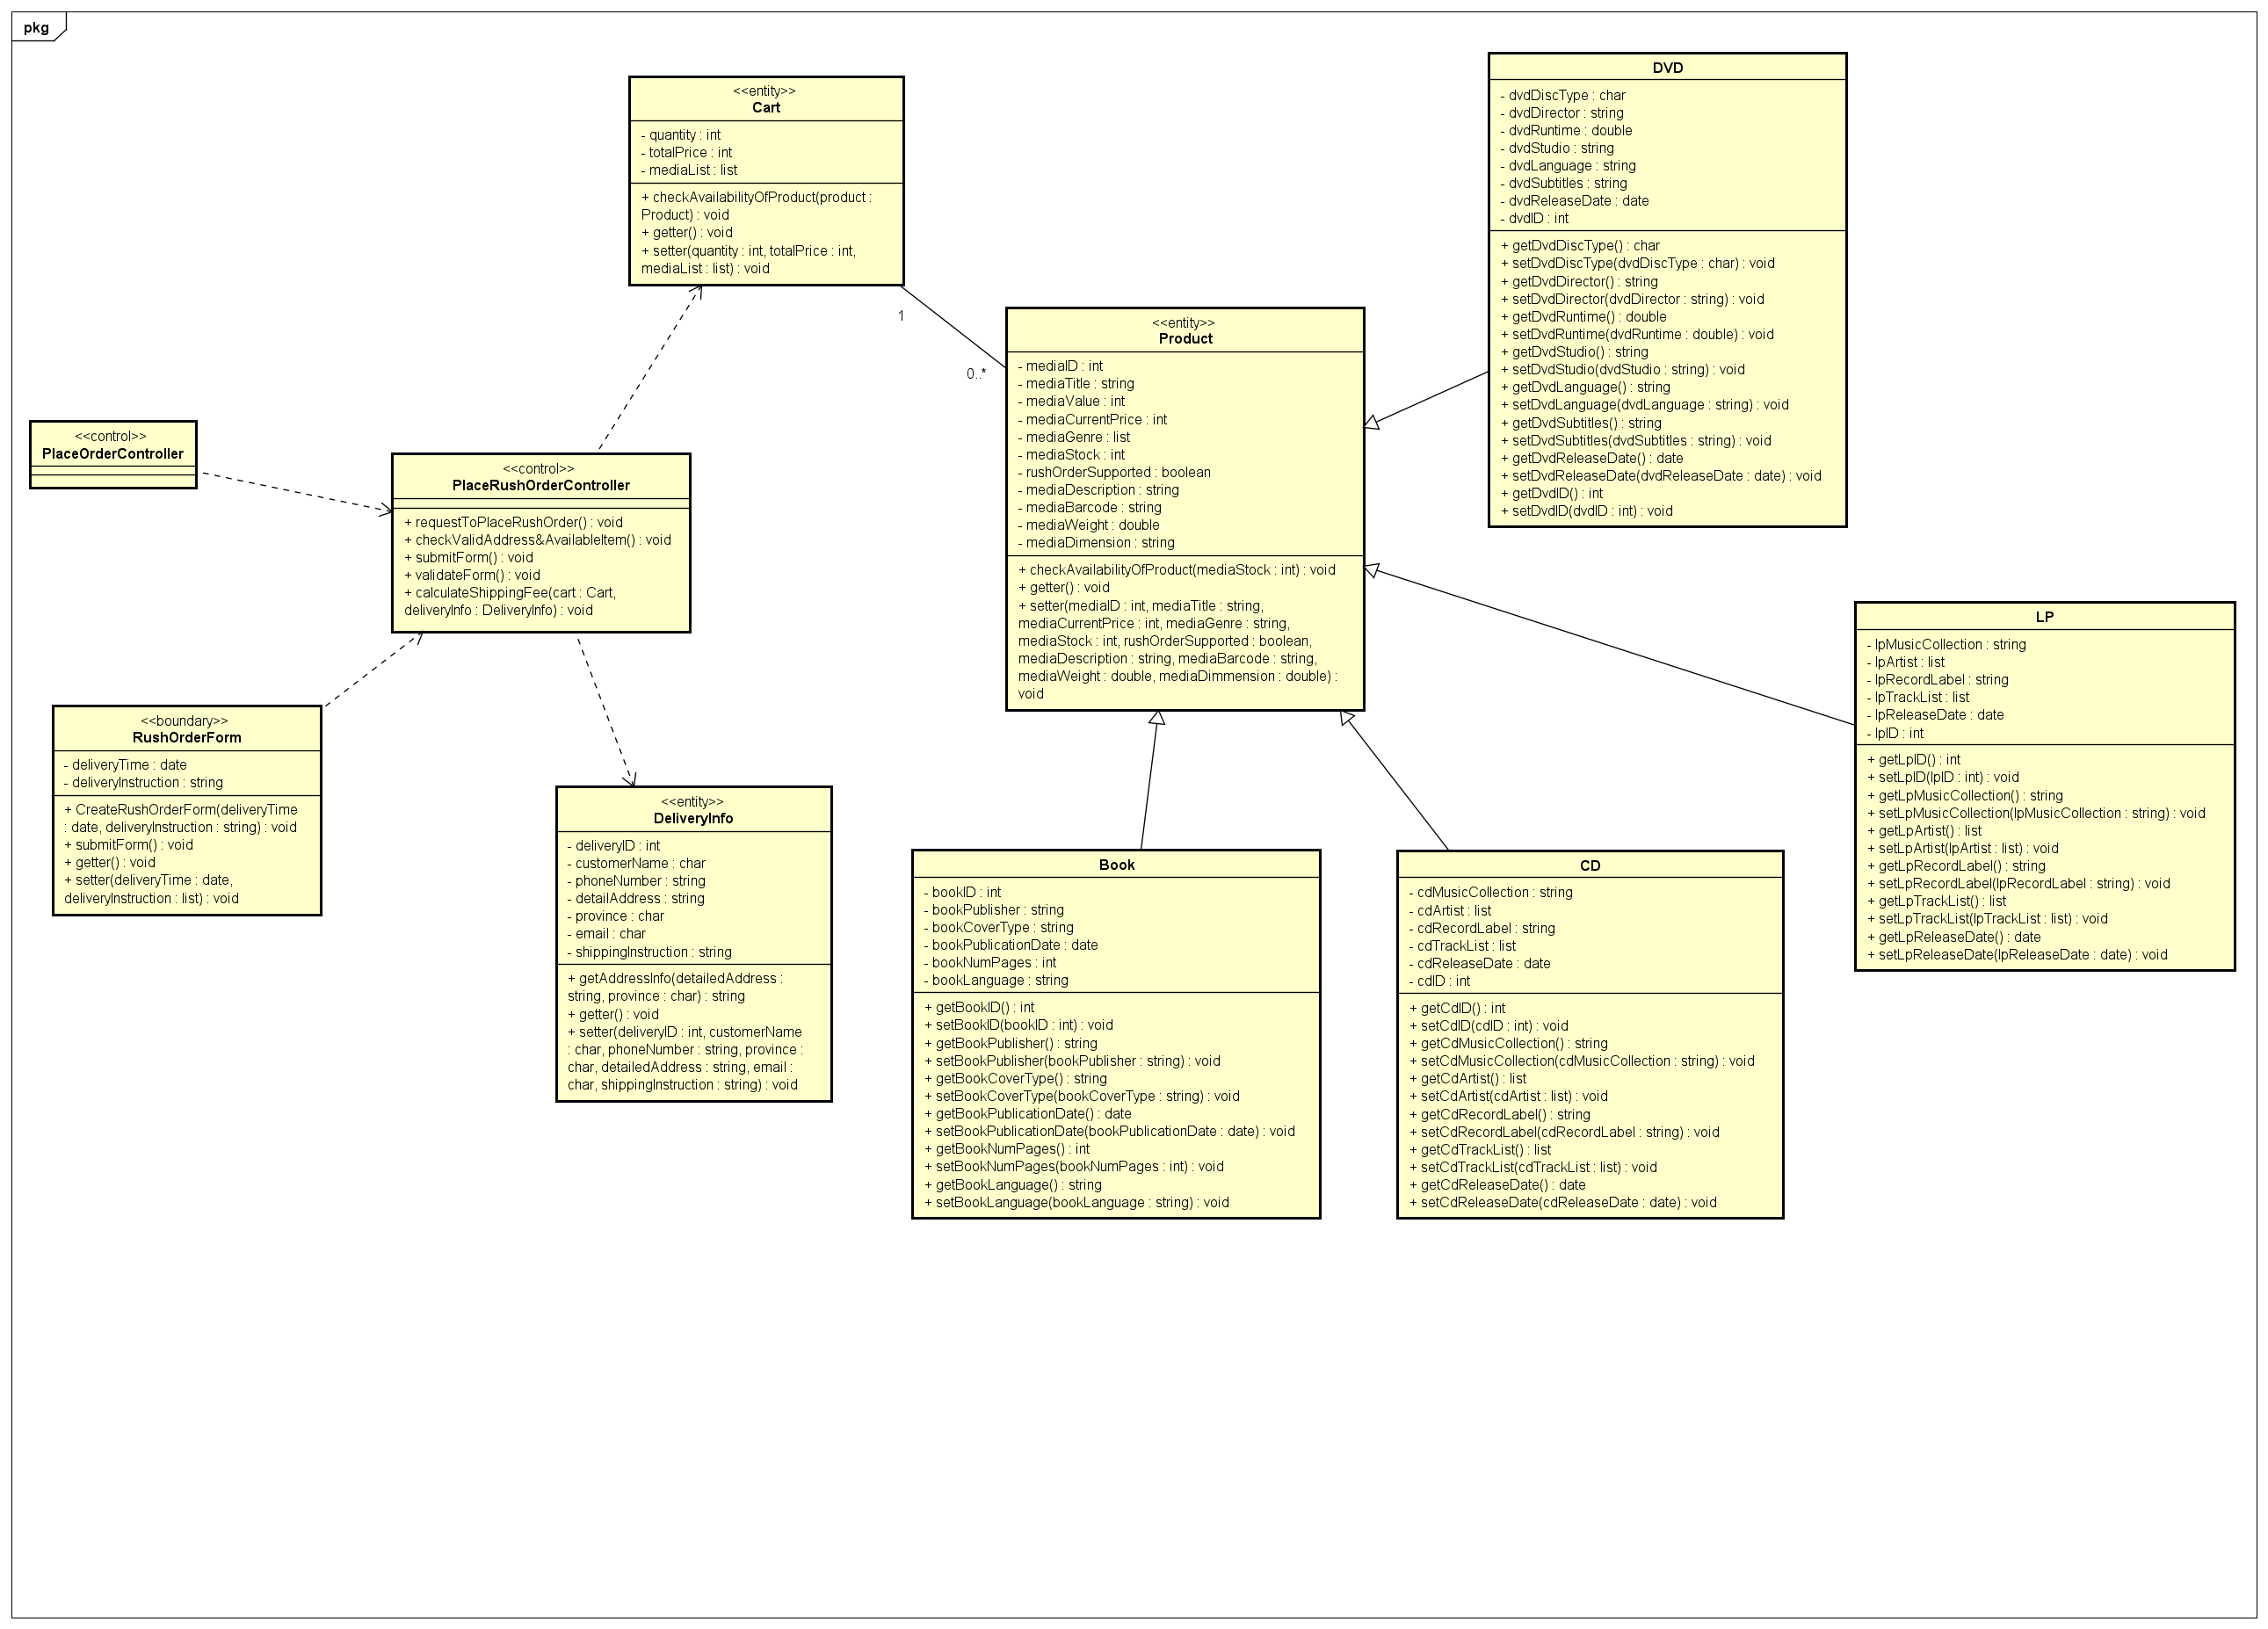 pkg
<<entity>>
Cart
- quantity : int
- totalPrice : int
- mediaList : list
+ checkAvailabilityOfProduct(product :
Product) : void
+ getter() : void
+ setter(quantity : int, totalPrice : int,
mediaList : list) : void
1
0..*
<<control>>
PlaceOrderController
<<control>>
PlaceRushOrderController
+ requestToPlaceRushOrder() : void
+ checkValidAddress&AvailableItem() : void
+ submitForm() : void
+ validateForm() : void
+ calculateShippingFee(cart : Cart,
deliveryInfo : DeliveryInfo) : void
<<boundary>>
RushOrderForm
- deliveryTime : date
- deliveryInstruction : string
+ CreateRushOrderForm(deliveryTime
: date, deliveryInstruction : string) : void
+ submitForm() : void
+ getter() : void
+ setter(deliveryTime : date,
deliveryInstruction : list) : void
<<entity>>
DeliveryInfo
- deliveryID : int
- customerName : char
- phoneNumber : string
- detailAddress : string
- province : char
- email : char
- shippingInstruction : string
+ getAddressInfo(detailedAddress :
string, province : char) : string
+ getter() : void
+ setter(deliveryID : int, customerName
: char, phoneNumber : string, province :
char, detailedAddress : string, email :
char, shippingInstruction : string) : void
<<entity>>
Product
- mediaID : int
- mediaTitle : string
- mediaValue : int
- mediaCurrentPrice : int
- mediaGenre : list
- mediaStock : int
- rushOrderSupported : boolean
- mediaDescription : string
- mediaBarcode : string
- mediaWeight : double
- mediaDimension : string
+ checkAvailabilityOfProduct(mediaStock : int) : void
+ getter() : void
+ setter(mediaID : int, mediaTitle : string,
mediaCurrentPrice : int, mediaGenre : string,
mediaStock : int, rushOrderSupported : boolean,
mediaDescription : string, mediaBarcode : string,
mediaWeight : double, mediaDimmension : double) :
void
DVD
- dvdDiscType : char
- dvdDirector : string
- dvdRuntime : double
- dvdStudio : string
- dvdLanguage : string
- dvdSubtitles : string
- dvdReleaseDate : date
- dvdID : int
+ getDvdDiscType() : char
+ setDvdDiscType(dvdDiscType : char) : void
+ getDvdDirector() : string
+ setDvdDirector(dvdDirector : string) : void
+ getDvdRuntime() : double
+ setDvdRuntime(dvdRuntime : double) : void
+ getDvdStudio() : string
+ setDvdStudio(dvdStudio : string) : void
+ getDvdLanguage() : string
+ setDvdLanguage(dvdLanguage : string) : void
+ getDvdSubtitles() : string
+ setDvdSubtitles(dvdSubtitles : string) : void
+ getDvdReleaseDate() : date
+ setDvdReleaseDate(dvdReleaseDate : date) : void
+ getDvdID() : int
+ setDvdID(dvdID : int) : void
LP
- lpMusicCollection : string
- lpArtist : list
- lpRecordLabel : string
- lpTrackList : list
- lpReleaseDate : date
- lpID : int
+ getLpID() : int
+ setLpID(lpID : int) : void
+ getLpMusicCollection() : string
+ setLpMusicCollection(lpMusicCollection : string) : void
+ getLpArtist() : list
+ setLpArtist(lpArtist : list) : void
+ getLpRecordLabel() : string
+ setLpRecordLabel(lpRecordLabel : string) : void
+ getLpTrackList() : list
+ setLpTrackList(lpTrackList : list) : void
+ getLpReleaseDate() : date
+ setLpReleaseDate(lpReleaseDate : date) : void
Book
- bookID : int
- bookPublisher : string
- bookCoverType : string
- bookPublicationDate : date
- bookNumPages : int
- bookLanguage : string
+ getBookID() : int
+ setBookID(bookID : int) : void
+ getBookPublisher() : string
+ setBookPublisher(bookPublisher : string) : void
+ getBookCoverType() : string
+ setBookCoverType(bookCoverType : string) : void
+ getBookPublicationDate() : date
+ setBookPublicationDate(bookPublicationDate : date) : void
+ getBookNumPages() : int
+ setBookNumPages(bookNumPages : int) : void
+ getBookLanguage() : string
+ setBookLanguage(bookLanguage : string) : void
CD
- cdMusicCollection : string
- cdArtist : list
- cdRecordLabel : string
- cdTrackList : list
- cdReleaseDate : date
- cdID : int
+ getCdID() : int
+ setCdID(cdID : int) : void
+ getCdMusicCollection() : string
+ setCdMusicCollection(cdMusicCollection : string) : void
+ getCdArtist() : list
+ setCdArtist(cdArtist : list) : void
+ getCdRecordLabel() : string
+ setCdRecordLabel(cdRecordLabel : string) : void
+ getCdTrackList() : list
+ setCdTrackList(cdTrackList : list) : void
+ getCdReleaseDate() : date
+ setCdReleaseDate(cdReleaseDate : date) : void